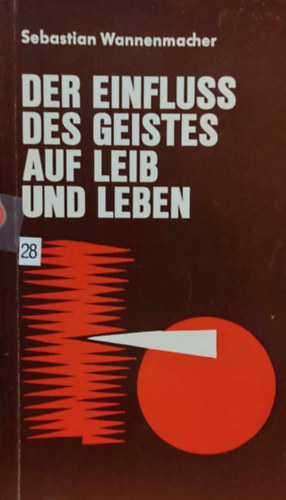 Sebastian Wannenmacher
DER EINFLUSS
DES GEISTES
AUF LEIB
UND LEBEN
28